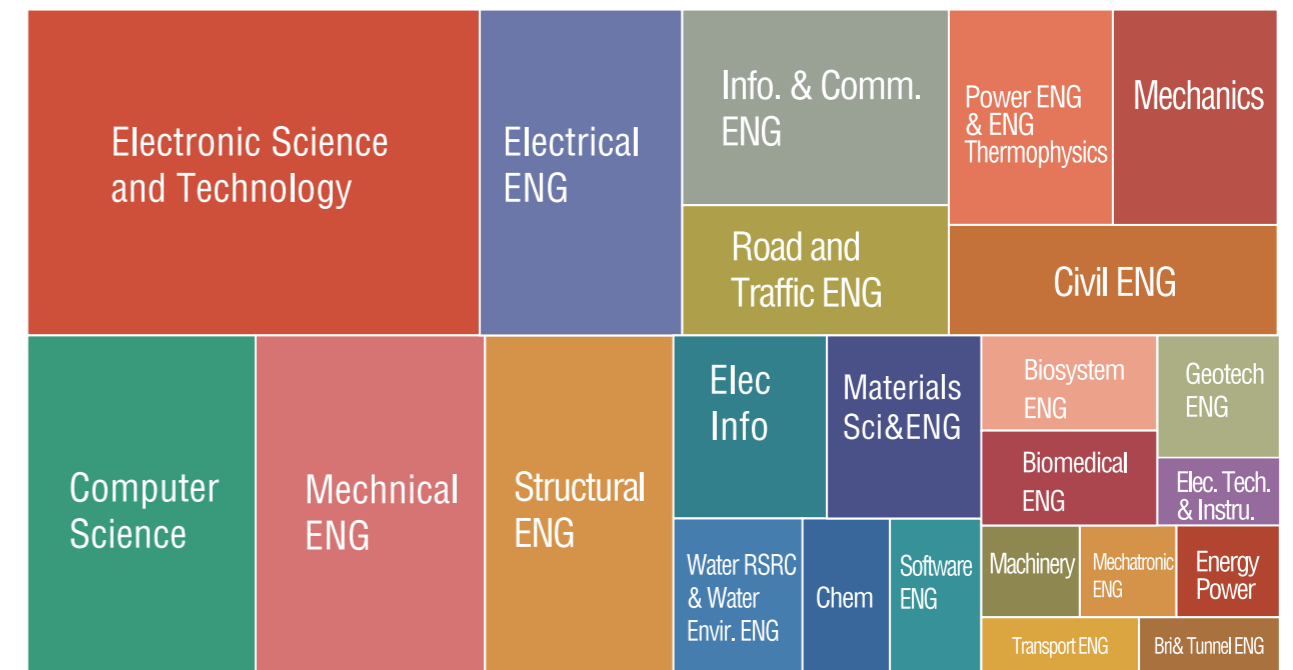 Electronic Science
and Technology
Electrical
ENG
Info. & Comm.
ENG
Road and
Traffic ENG
Power ENG
& ENG
Thermophysics
Mechanics
Civil ENG
Computer
Science
Mechnical
ENG
Structural
ENG
Elec
Info
Materials
Sci&ENG
Water RSRC
& Water
Envir. ENG
Chem
Software
ENG
Biosystem
ENG
Geotech
ENG
Biomedical
ENG
Elec. Tech.
& Instru.
Machinery
Mechatronic
ENG
Energy
Power
Transport ENG
Bri& Tunnel ENG